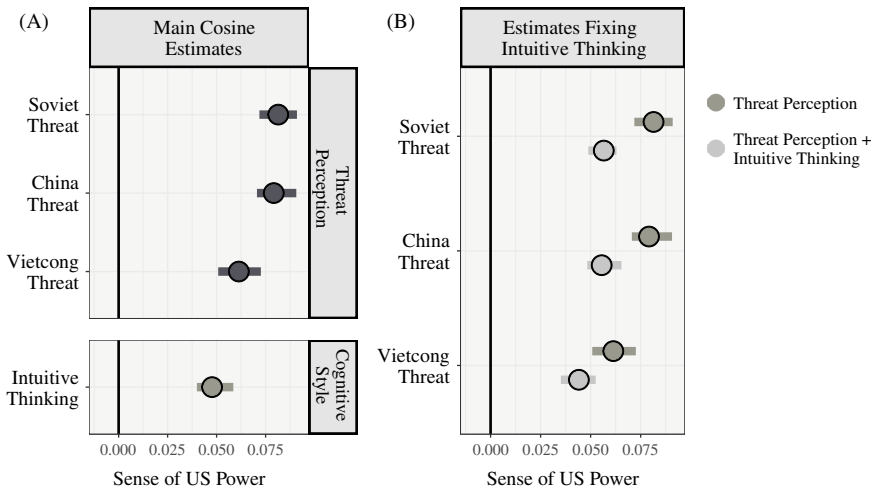 (A)
Main Cosine
Estimates
Soviet
Threat
China
Threat
Vietcong
Threat
Threat
Perception
Intuitive
Thinking
Cognitive
Style
0.000 0.025 0.050 0.075
Sense of US Power
(B)
Estimates Fixing
Intuitive Thinking
Soviet
Threat
China
Threat
Vietcong
Threat
0.000 0.025 0.050 0.075
Sense of US Power
Threat Perception
Threat Perception +
Intuitive Thinking